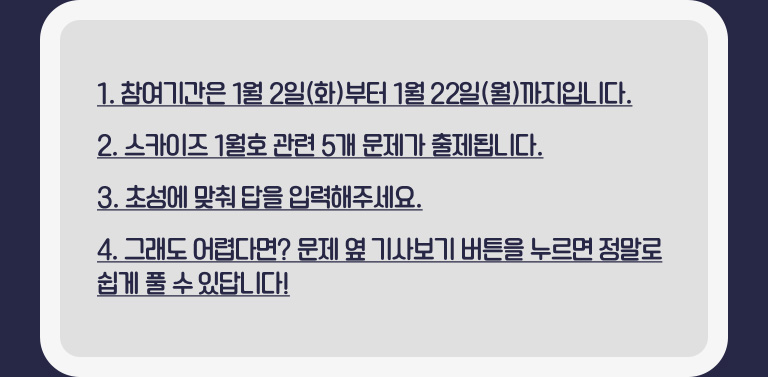 1. 참여기간은 1월 2일(화)부터 1월 22일(월)까지입니다.
2. 스카이즈 1월호 관련 5개 문제가 출제됩니다.
3. 초성에 맞춰 답을 입력해주세요.
4. 그래도 어렵다면? 문제 옆 기사보기 버튼을 누르면 정말로
쉽게 풀 수 있답니다!